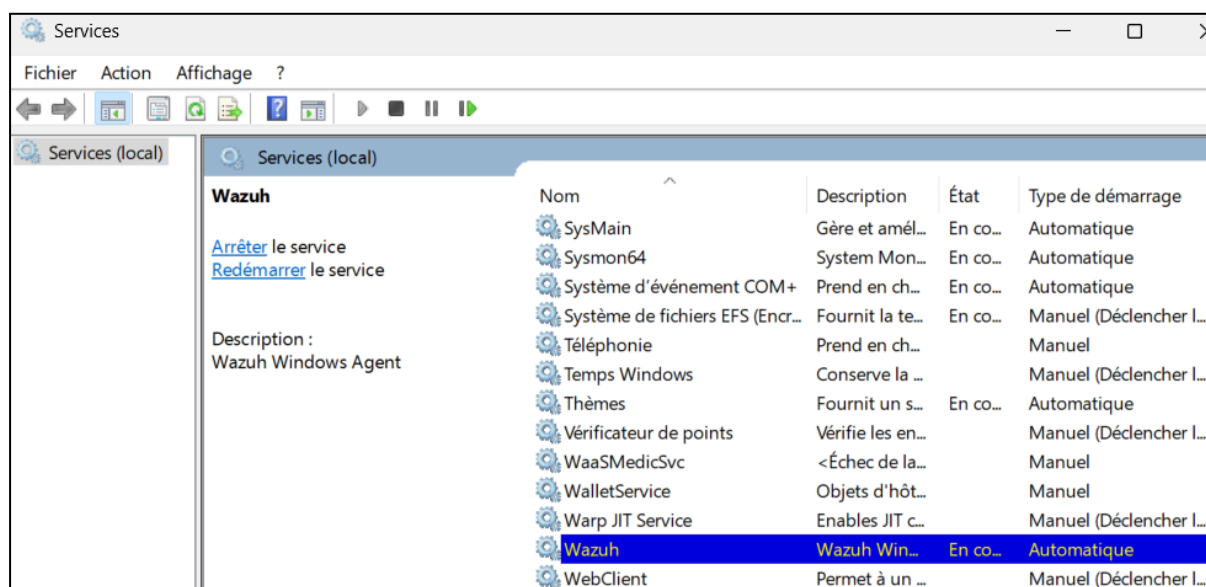 Services
Fichier Action Affichage ?
Services (local)
Services (local)
Wazuh
Arrêter le service
Redémarrer le service
Description :
Wazuh Windows Agent
Nom Description État Type de démarrage
SysMain Gère et amél... En co... Automatique
Sysmon64 System Mon... En co... Automatique
Système d'événement COM+ Prend en ch... En co... Automatique
Système de fichiers EFS (Encr... Fournit la te... En co... Manuel (Déclencher l...
Téléphonie Prend en ch... Manuel
Temps Windows Conserve la ... Manuel (Déclencher l...
Thèmes Fournit un s... En co... Automatique
Vérificateur de points Vérifie les en... Manuel (Déclencher l...
WaaSMedicSvc <Échec de la... Manuel
WalletService Objets d'hôt... Manuel
Warp JIT Service Enables JIT c... Manuel (Déclencher l...
Wazuh Wazuh Win... En co... Automatique
WebClient Permet à un ... Manuel (Déclencher l...